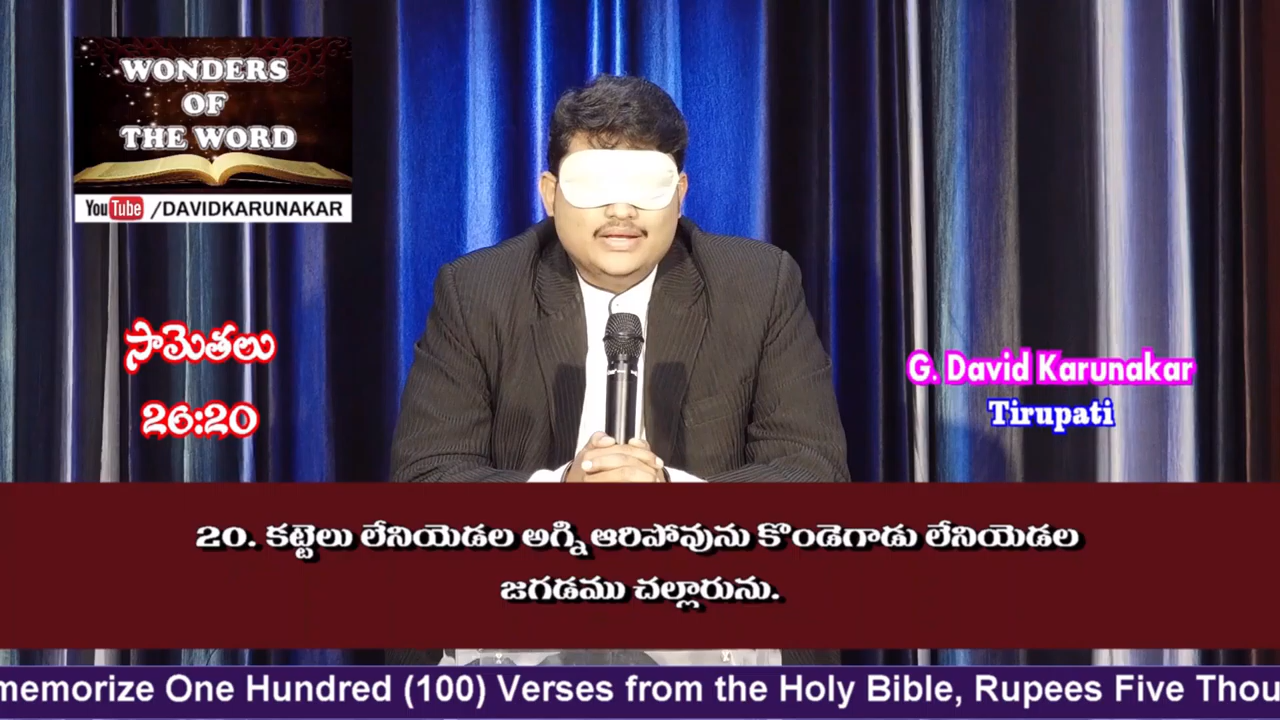 WONDERS
OF
THE WORD
YouTube /DAVIDKARUNAKAR
సామెతలు
26:20
G. David Karunakar
Tirupati
20. కట్టెలు లేనియెడల అగ్ని ఆరిపోవును కొండెగాడు లేనియెడల
జగడము చల్లారును.
memorize One Hundred (100) Verses from the Holy Bible, Rupees Five Thou